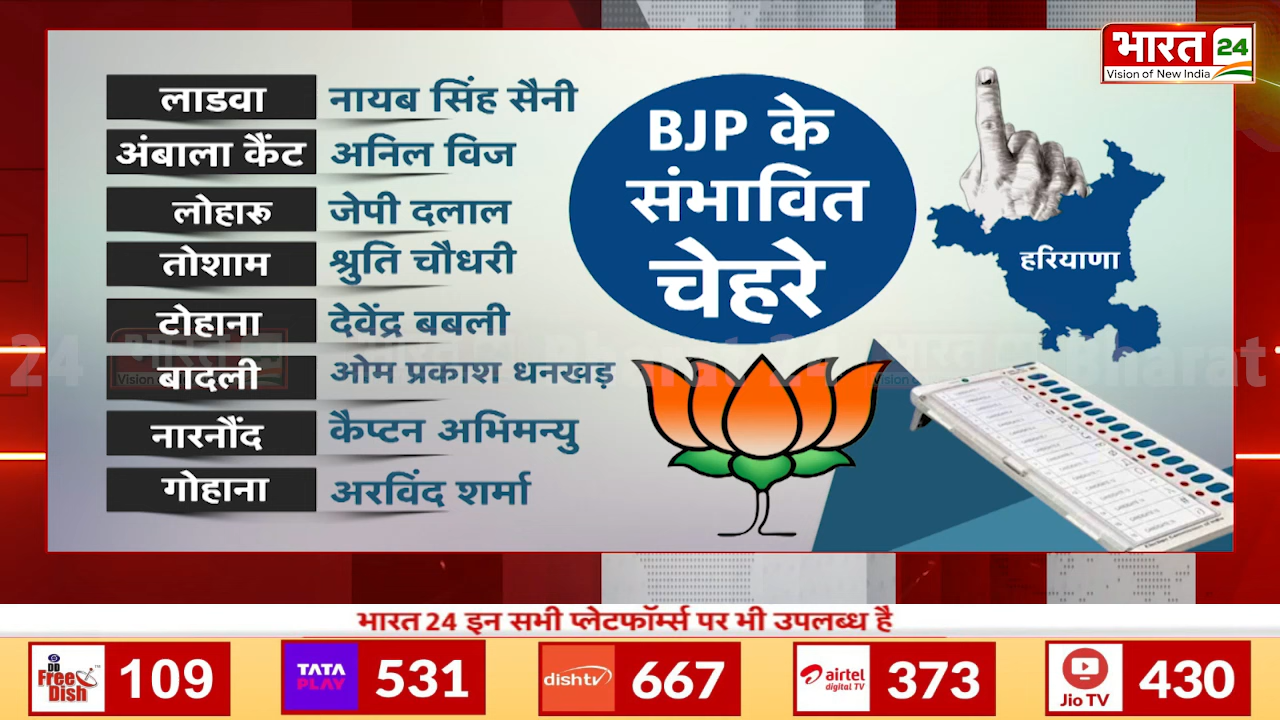 भारत 24
Vision of New India
लाडवा नायब सिंह सैनी
अंबाला कैंट अनिल विज
लोहारू जेपी दलाल
तोशाम श्रुति चौधरी
टोहाना देवेंद्र बबली
बादली ओम प्रकाश धनखड़
नारनौंद कैप्टन अभिमन्यु
गोहाना अरविंद शर्मा
BJP के
संभावित
चेहरे
हरियाणा
भारत 24 इन सभी प्लेटफॉर्म्स पर भी उपलब्ध है
DD Free Dish 109
TATA PLAY 531
dishtv 667
airtel digital TV 373
Jio TV 430